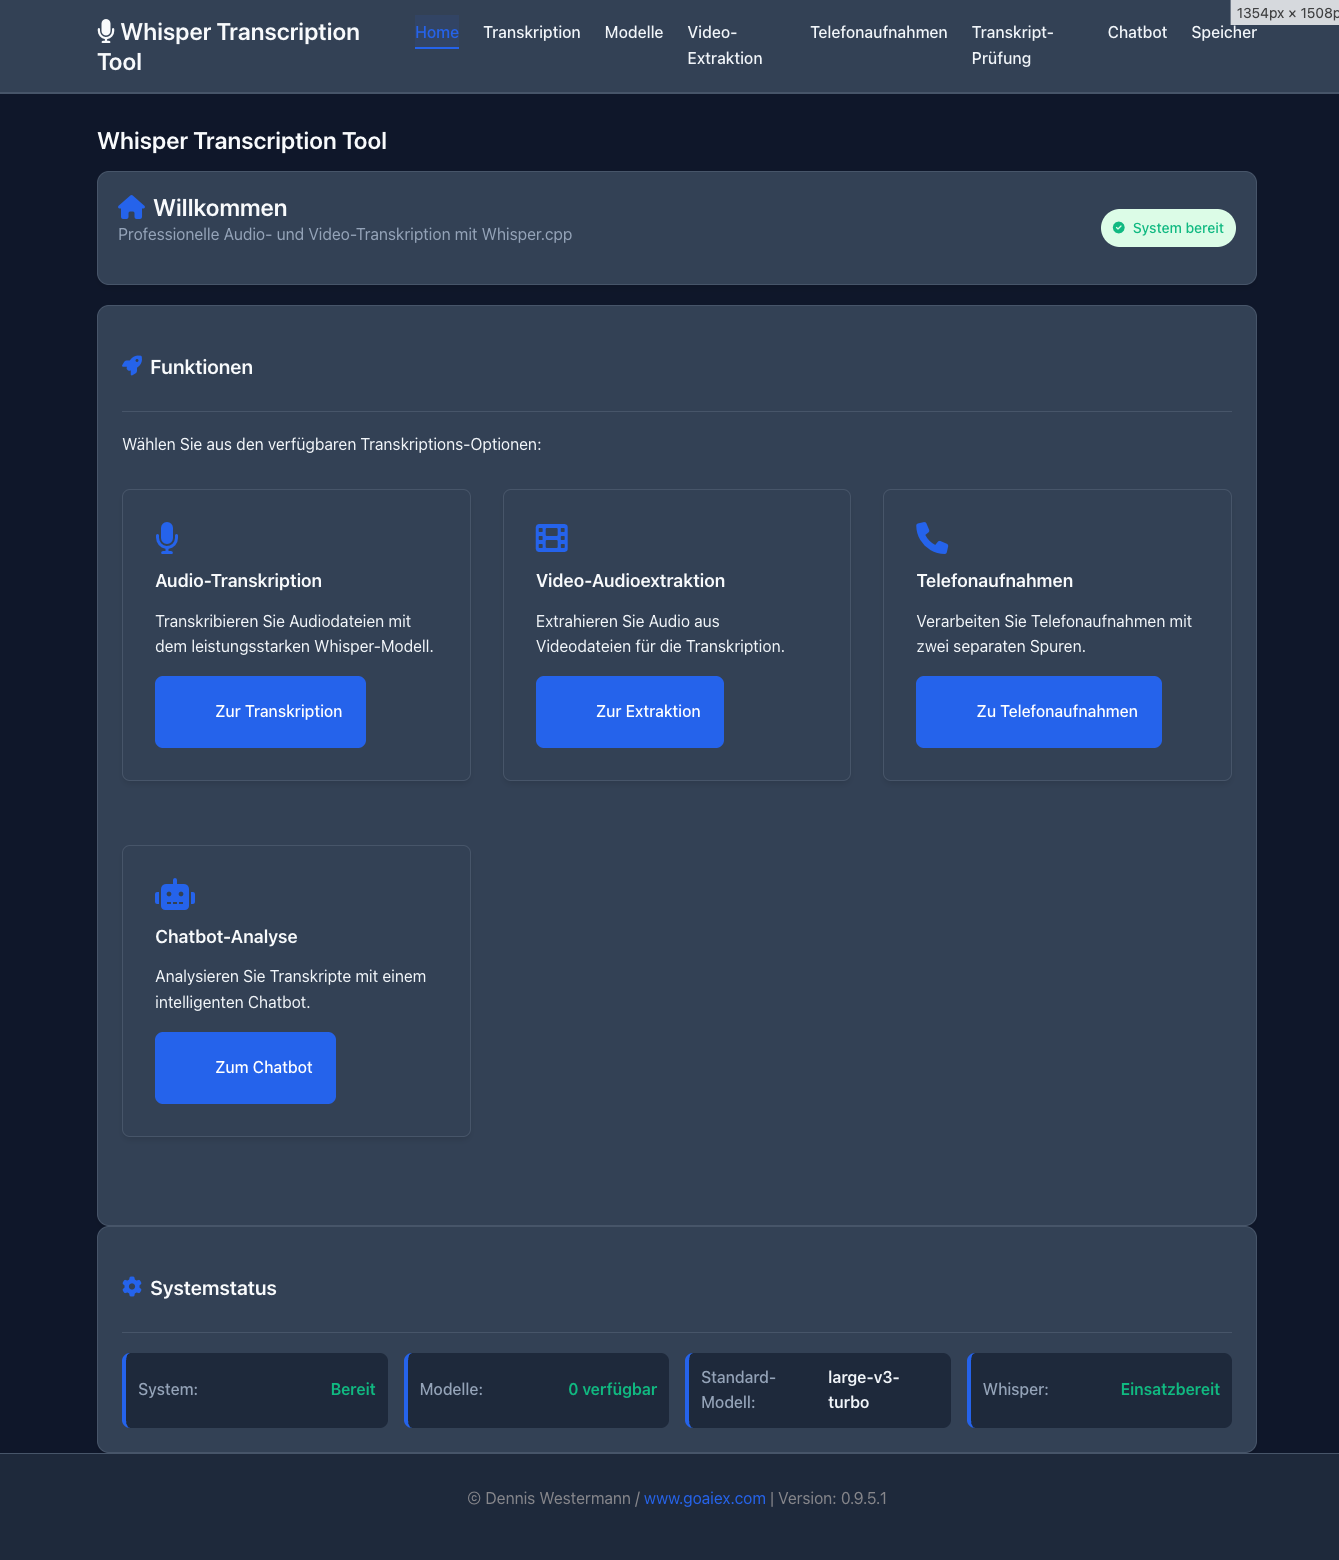 Whisper Transcription
Tool
Home
Transkription
Modelle
Video-
Extraktion
Telefonaufnahmen
Transkript-
Prüfung
Chatbot
Speicher
1354px × 1508p
Whisper Transcription Tool
Willkommen
Professionelle Audio- und Video-Transkription mit Whisper.cpp
System bereit
Funktionen
Wählen Sie aus den verfügbaren Transkriptions-Optionen:
Audio-Transkription
Transkribieren Sie Audiodateien mit
dem leistungsstarken Whisper-Modell.
Zur Transkription
Video-Audioextraktion
Extrahieren Sie Audio aus
Videodateien für die Transkription.
Zur Extraktion
Telefonaufnahmen
Verarbeiten Sie Telefonaufnahmen mit
zwei separaten Spuren.
Zu Telefonaufnahmen
Chatbot-Analyse
Analysieren Sie Transkripte mit einem
intelligenten Chatbot.
Zum Chatbot
Systemstatus
System: Bereit
Modelle: 0 verfügbar
Standard-
Modell:
large-v3-
turbo
Whisper: Einsatzbereit
© Dennis Westermann / www.goaiex.com | Version: 0.9.5.1